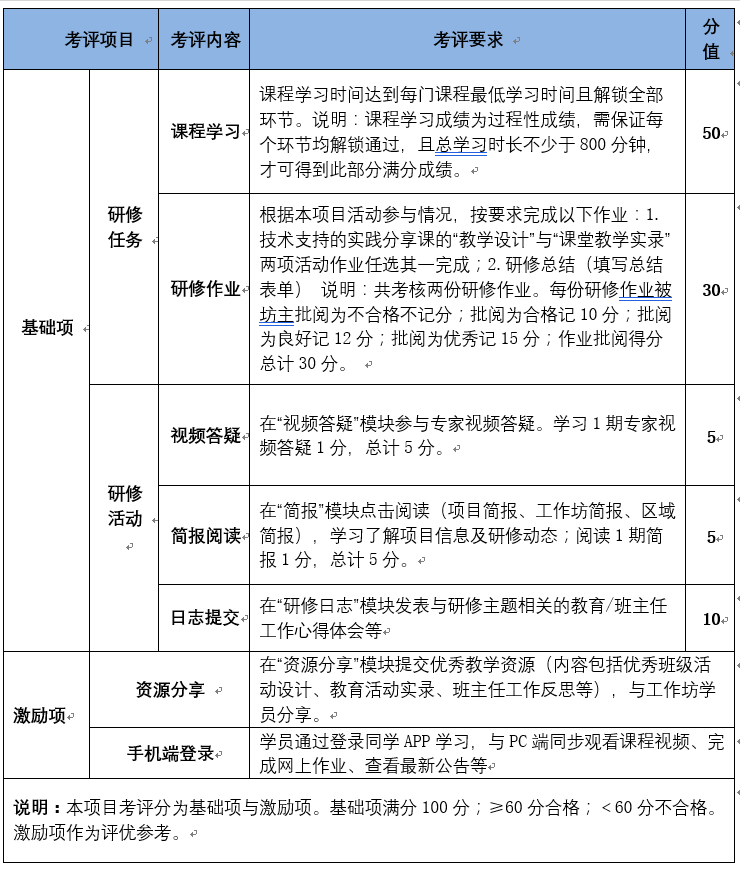 考评项目 考评内容 考评要求 分
值
基础项
研修
任务
课程学习
课程学习时间达到每门课程最低学习时间且解锁全部
环节。说明：课程学习成绩为过程性成绩，需保证每
个环节均解锁通过，且总学习时长不少于 800 分钟，
才可得到此部分满分成绩。
50
研修作业
根据本项目活动参与情况，按要求完成以下作业：1.
技术支持的实践分享课的“教学设计”与“课堂教学实录”
两项活动作业任选其一完成；2.研修总结（填写总结
表单） 说明：共考核两份研修作业。每份研修作业被
坊主批阅为不合格不记分；批阅为合格记 10 分；批阅
为良好记 12 分；批阅为优秀记 15 分；作业批阅得分
总计 30 分。
30
研修
活动
视频答疑
在“视频答疑”模块参与专家视频答疑。学习 1 期专家视
频答疑 1 分，总计 5 分。
5
简报阅读
在“简报”模块点击阅读（项目简报、工作坊简报、区域
简报），学习了解项目信息及研修动态；阅读 1 期简
报 1 分，总计 5 分。
5
日志提交
在“研修日志”模块发表与研修主题相关的教育/班主任
工作心得体会等
10
激励项
资源分享
在“资源分享”模块提交优秀教学资源（内容包括优秀班级活
动设计、教育活动实录、班主任工作反思等），与工作坊学
员分享。
手机端登录
学员通过登录同学 APP 学习，与 PC 端同步观看课程视频、完
成网上作业、查看最新公告等
说明：本项目考评分为基础项与激励项。基础项满分 100 分；≥60 分合格；＜60 分不合格。
激励项作为评优参考。